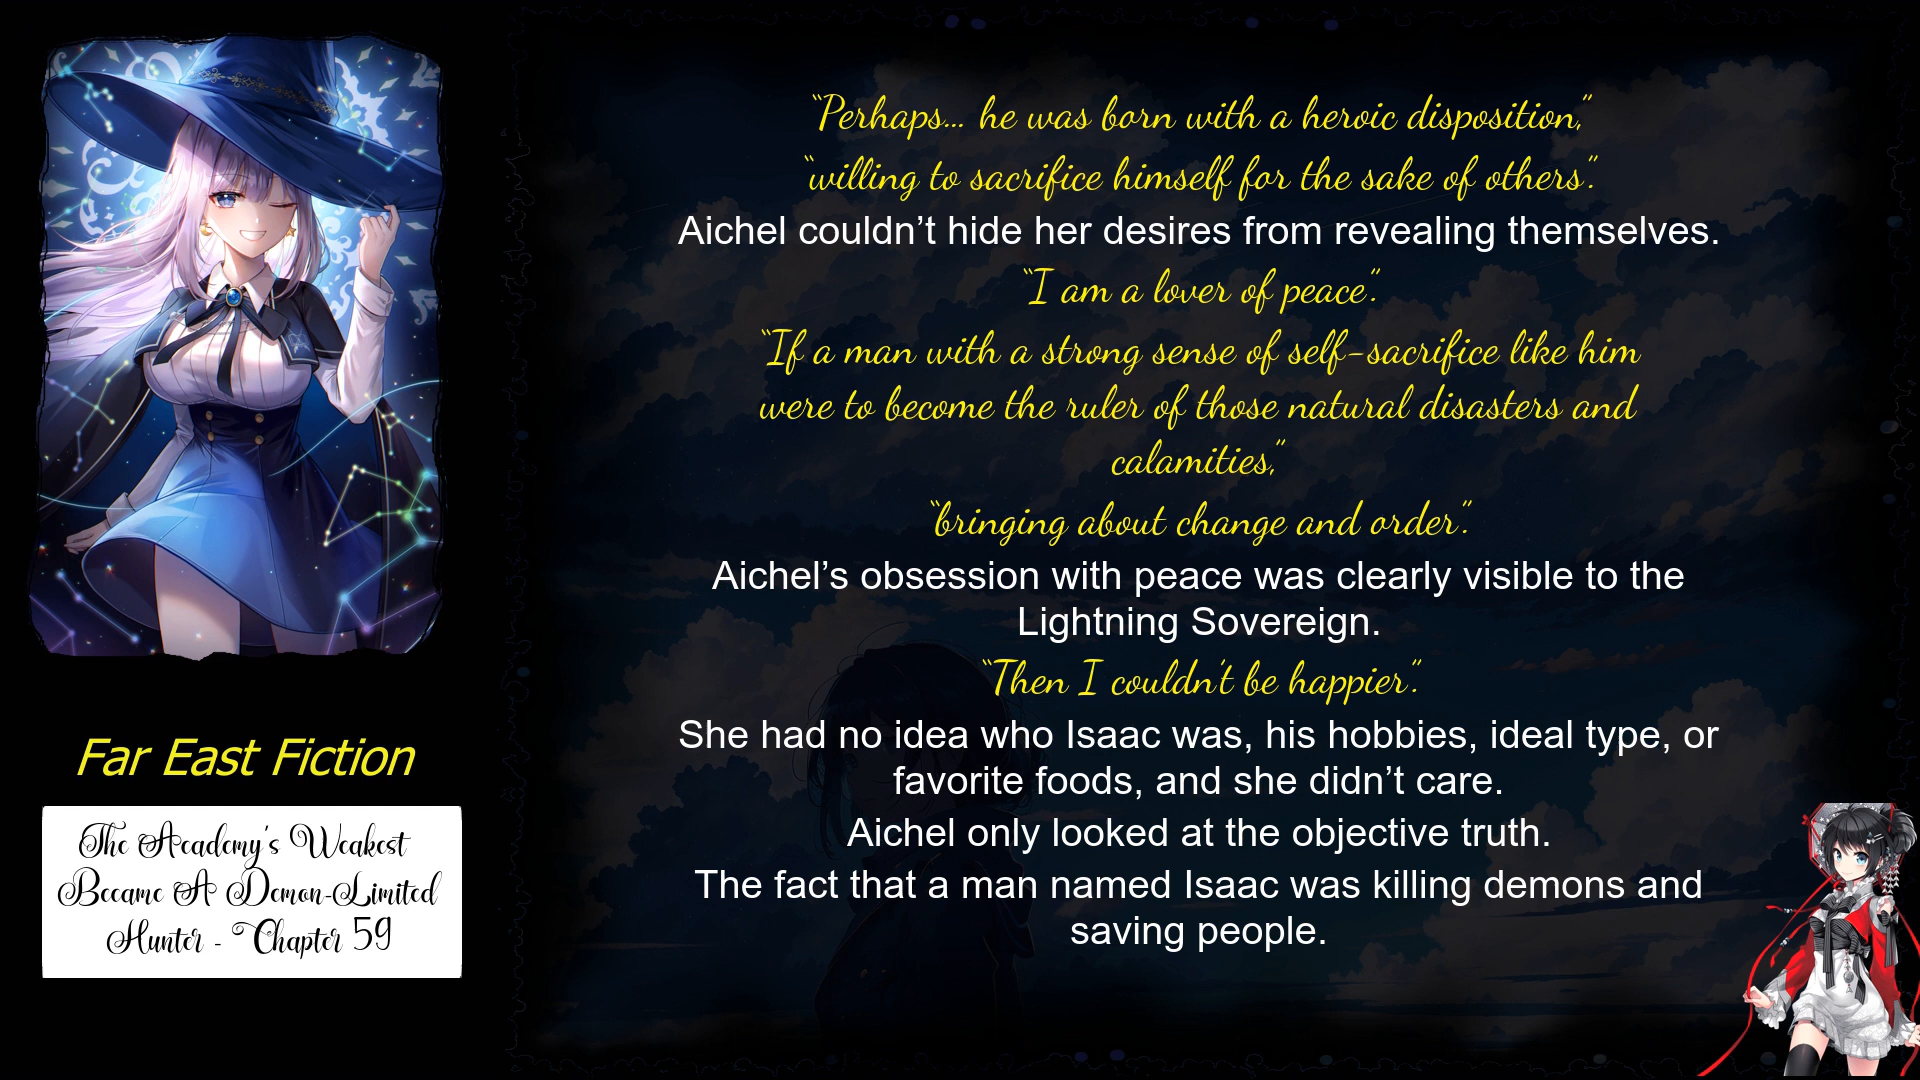 “Perhaps... he was born with a heroic disposition,”
“willing to sacrifice himself for the sake of others”.
Aichel couldn’t hide her desires from revealing themselves.
“I am a lover of peace”.
“If a man with a strong sense of self-sacrifice like him
were to become the ruler of those natural disasters and
calamities,”
“bringing about change and order”.
Aichel’s obsession with peace was clearly visible to the
Lightning Sovereign.
“Then I couldn’t be happier”.
She had no idea who Isaac was, his hobbies, ideal type, or
favorite foods, and she didn’t care.
Aichel only looked at the objective truth.
The fact that a man named Isaac was killing demons and
saving people.
Far East Fiction
The Academy's Weakest
Became A Demon-Limited
Hunter - Chapter 59